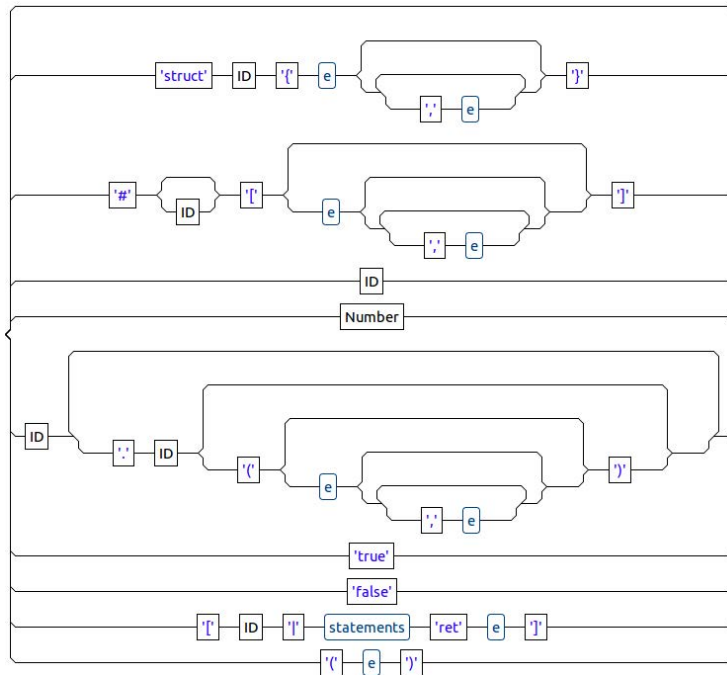 'struct' ID '{' e '}'
',' e
'#' '[' ']'
ID e
',' e
ID
Number
ID
'.' ID
'(' ')'
e
',' e
'true'
'false'
'[' ID '|' statements 'ret' e ']'
'(' e ')'